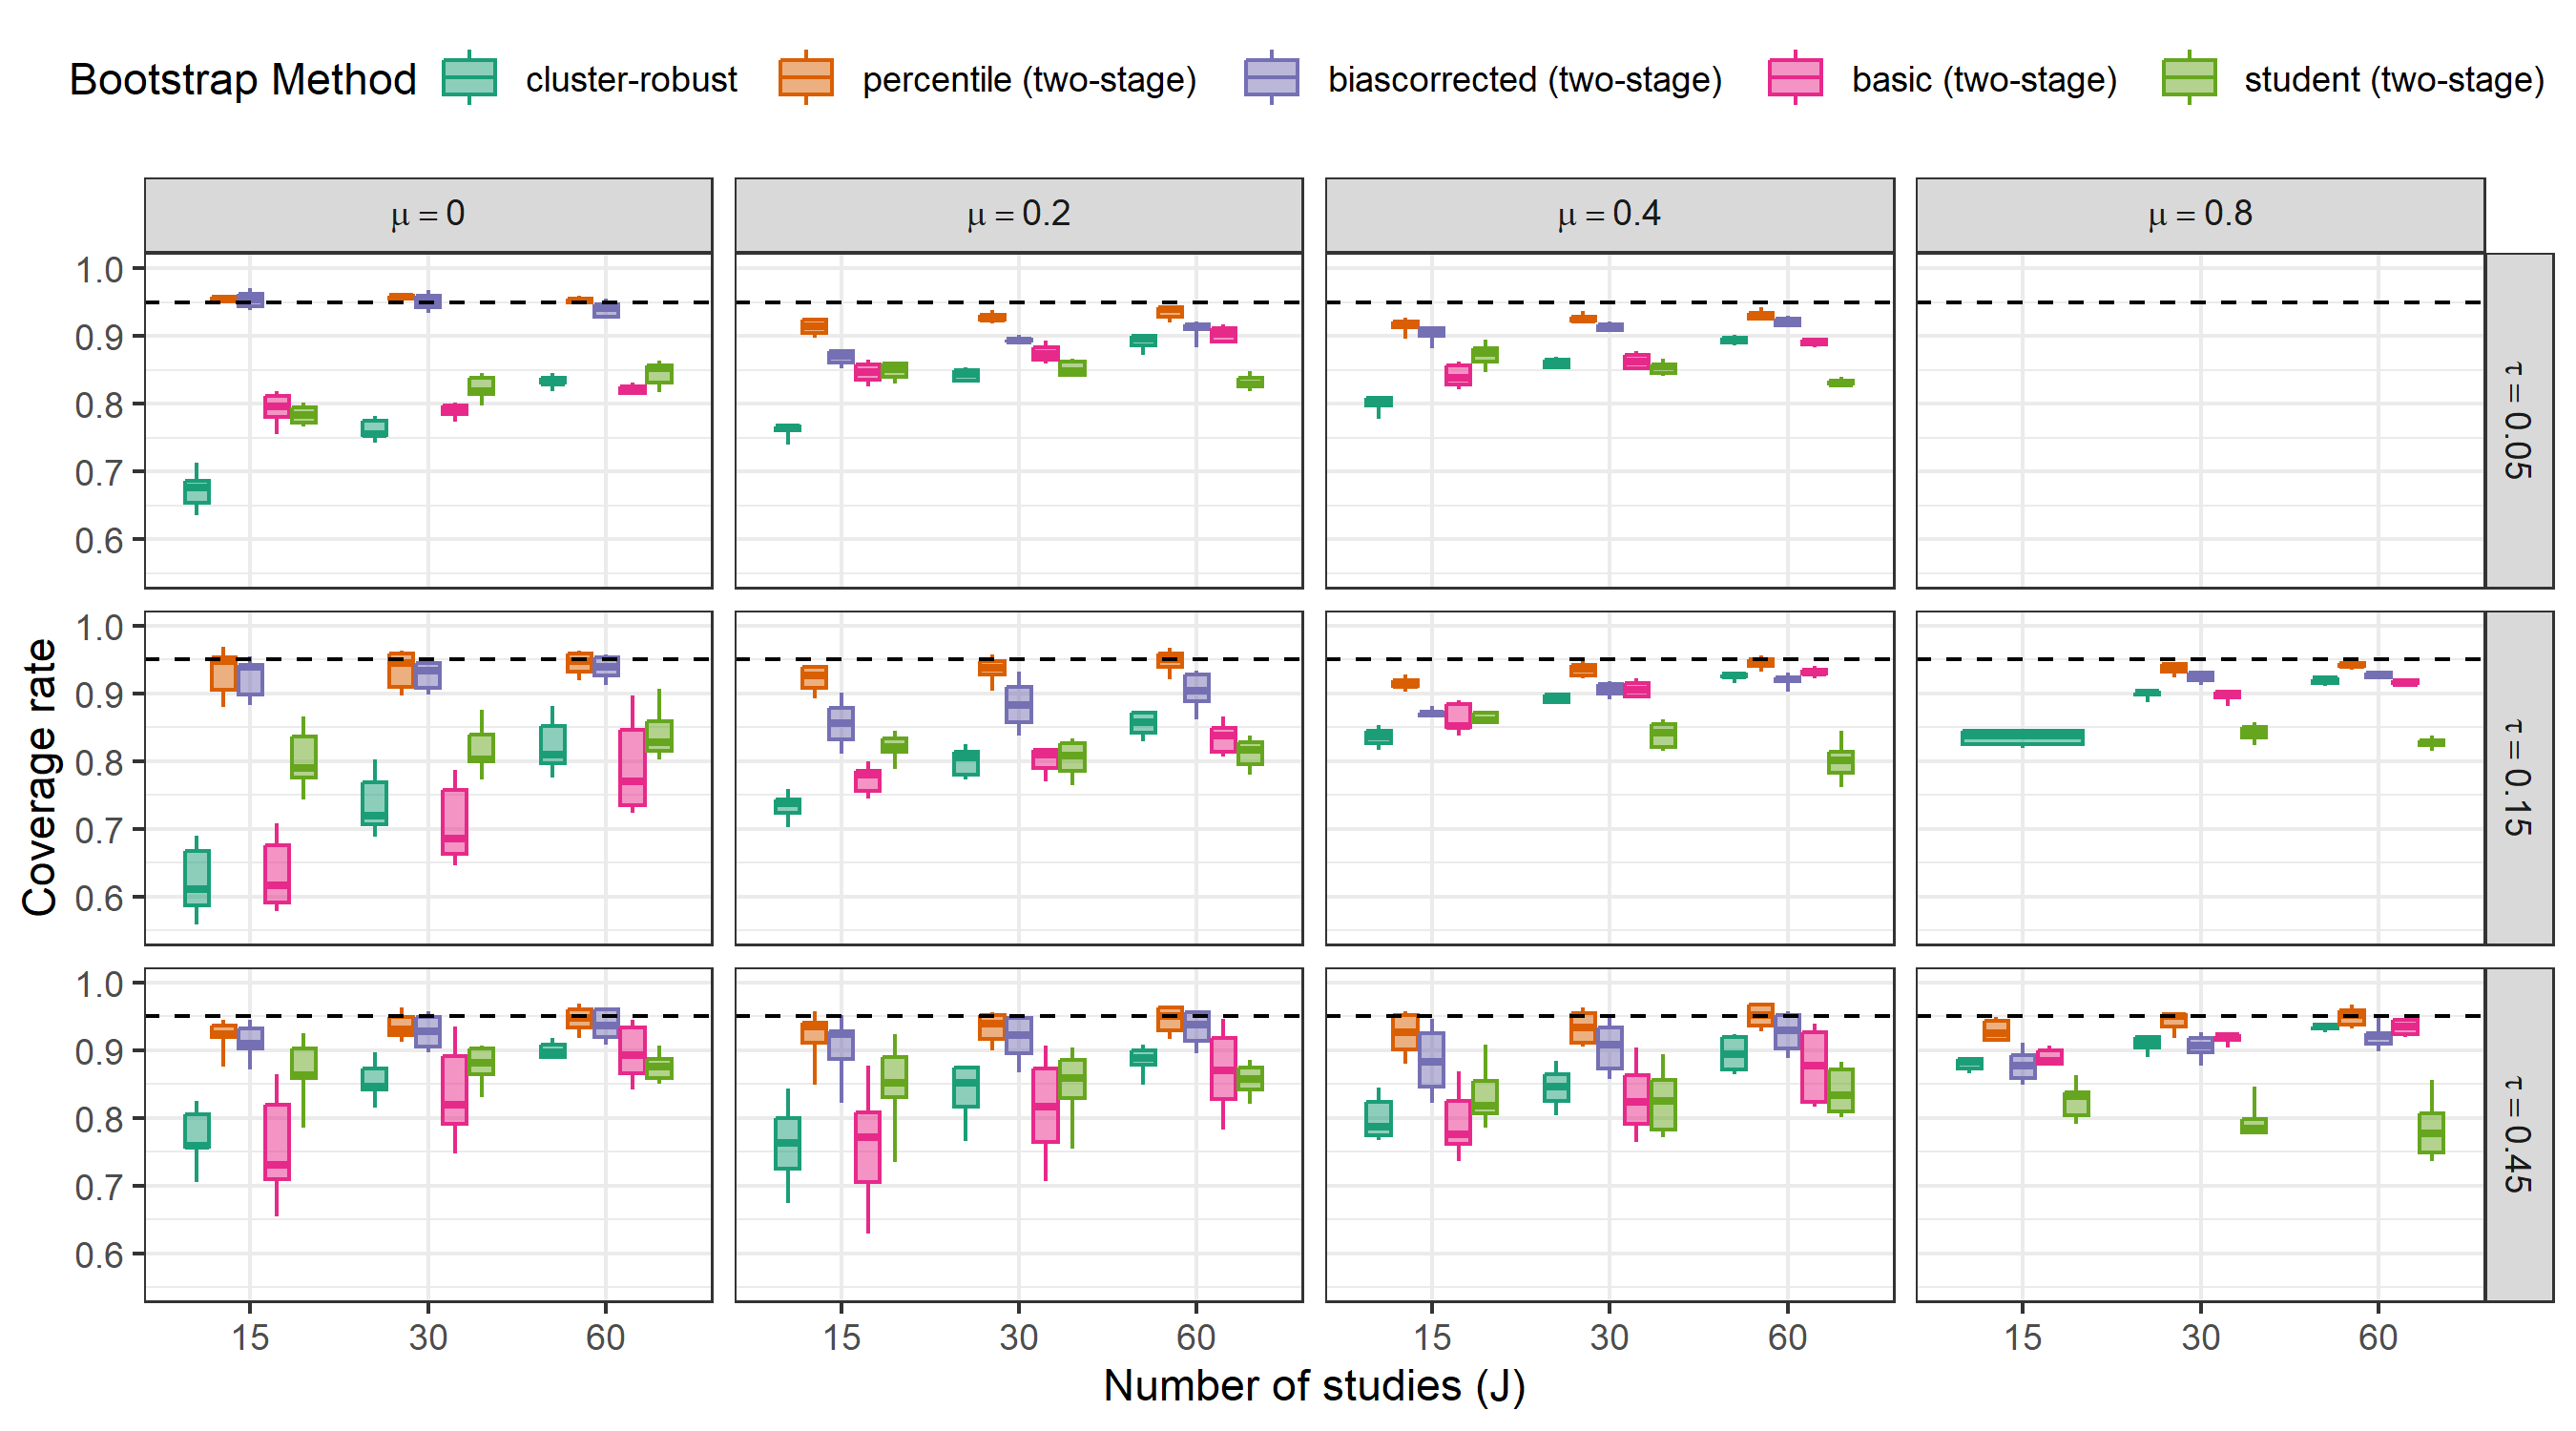 Bootstrap Method cluster-robust percentile (two-stage) biascorrected (two-stage) basic (two-stage) student (two-stage)
μ = 0 μ = 0.2 μ = 0.4 μ = 0.8
1.0
0.9
0.8
0.7
0.6
τ = 0.05
Coverage rate
1.0
0.9
0.8
0.7
0.6
τ = 0.15
1.0
0.9
0.8
0.7
0.6
τ = 0.45
15 30 60 15 30 60 15 30 60 15 30 60
Number of studies (J)